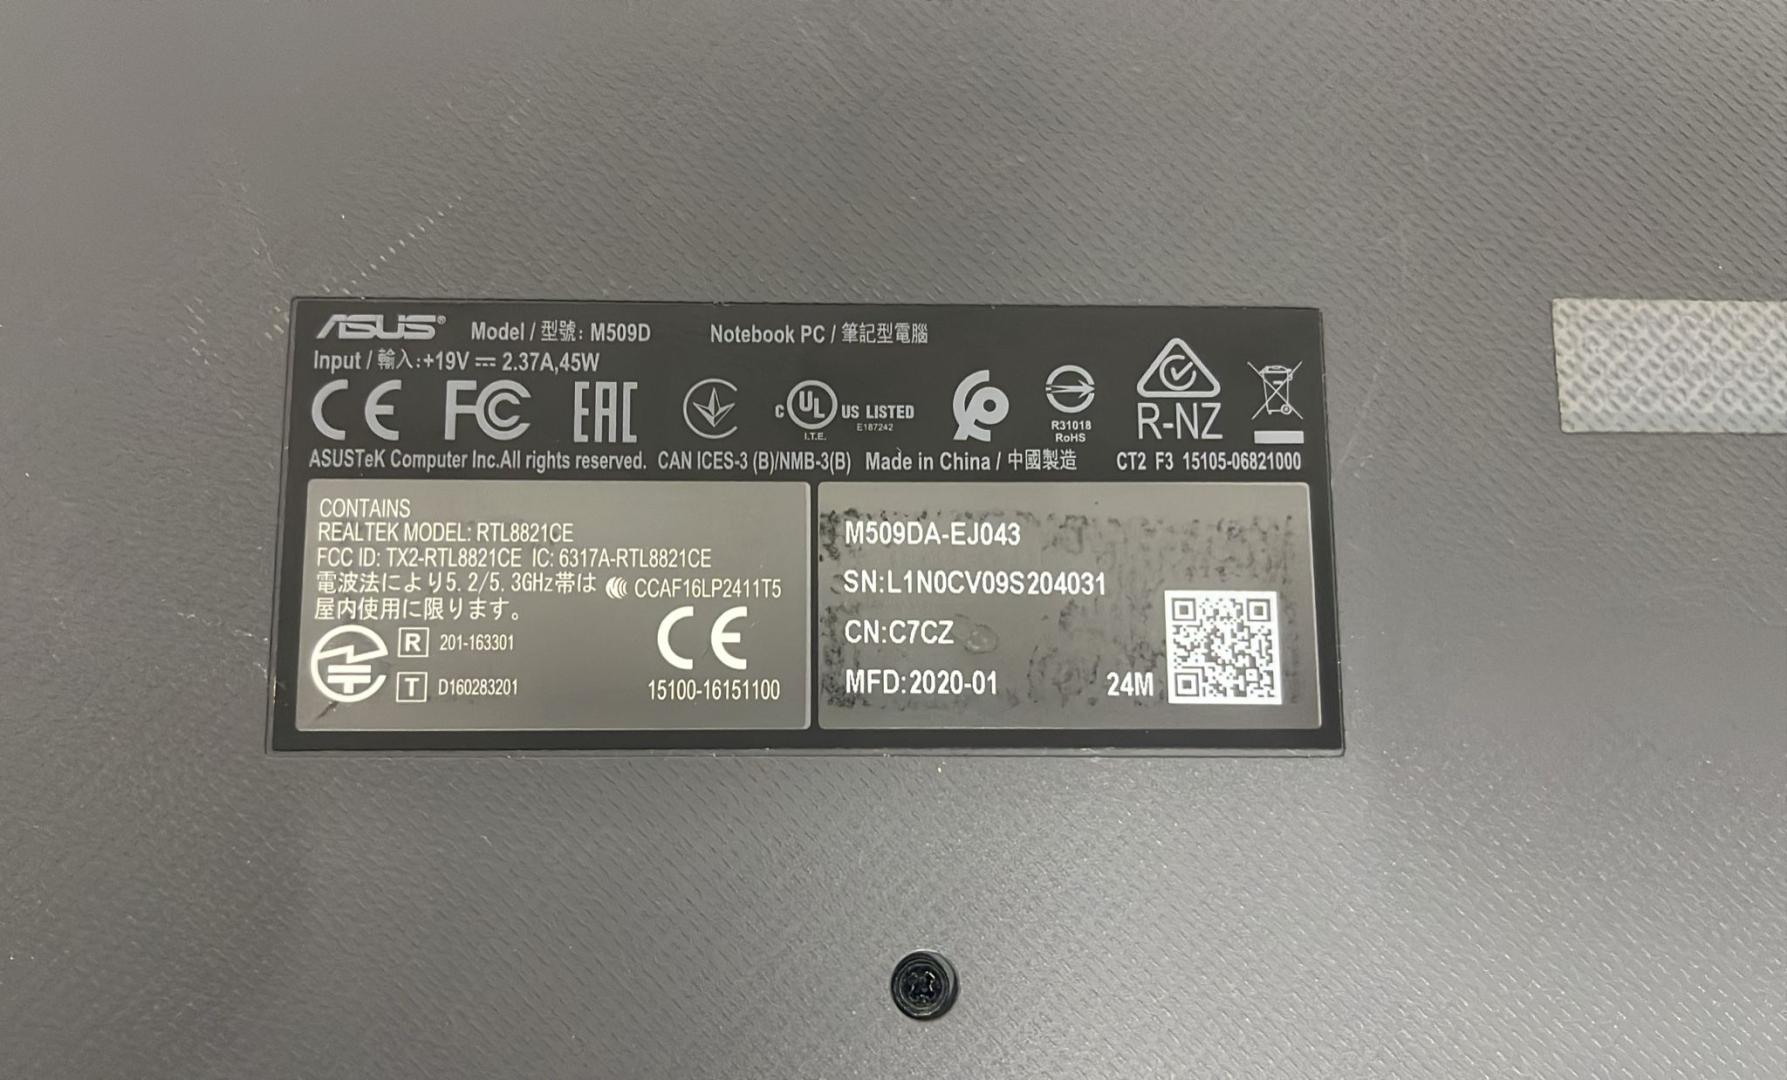 ASUS® Model / 型號: M509D Notebook PC / 筆記型電腦
Input / 輸入:+19V ⎓ 2.37A,45W
CE FC EAC C UL US LISTED
I.T.E. E187242
R31018
RoHS
R-NZ
ASUSTeK Computer Inc.All rights reserved. CAN ICES-3 (B)/NMB-3(B) Made in China / 中國製造 CT2 F3 15105-06821000
CONTAINS
REALTEK MODEL: RTL8821CE
FCC ID: TX2-RTL8821CE IC: 6317A-RTL8821CE
電波法により5. 2/5. 3GHz帯は CCAF16LP2411T5
屋内使用に限ります。
R 201-163301
CE
T D160283201
15100-16151100
M509DA-EJ043
SN:L1N0CV09S204031
CN:C7CZ
MFD:2020-01 24M